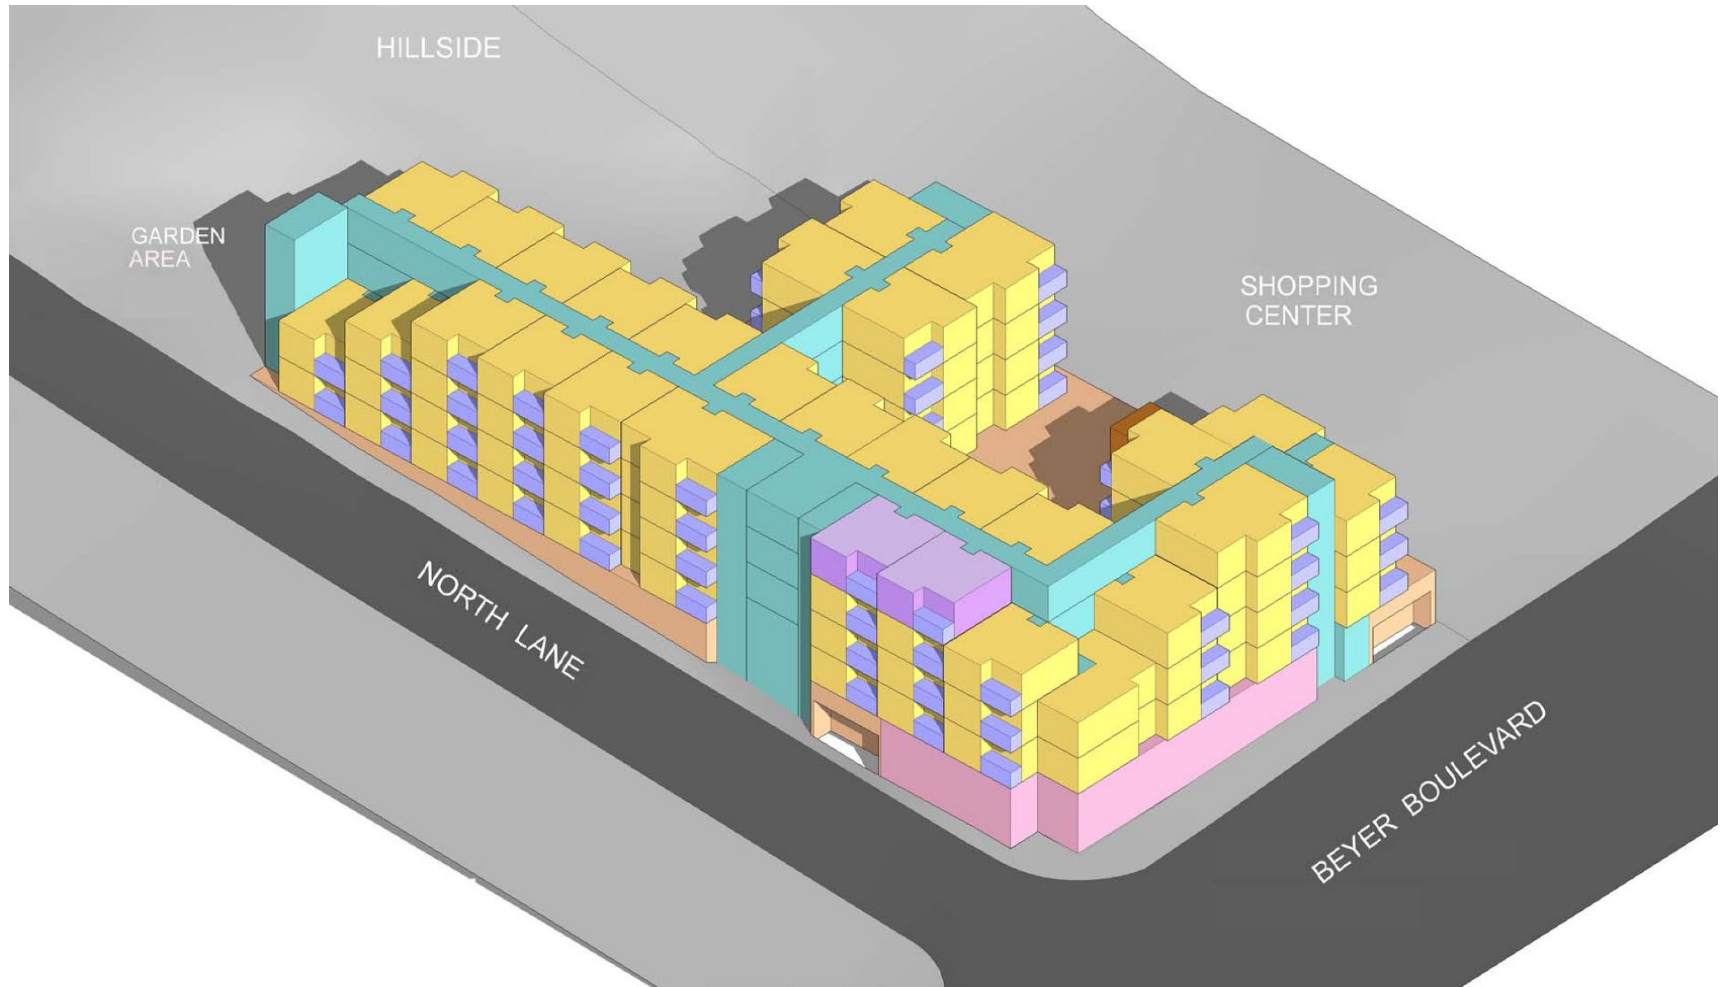 HILLSIDE
GARDEN
AREA
SHOPPING
CENTER
NORTH LANE
BEYER BOULEVARD